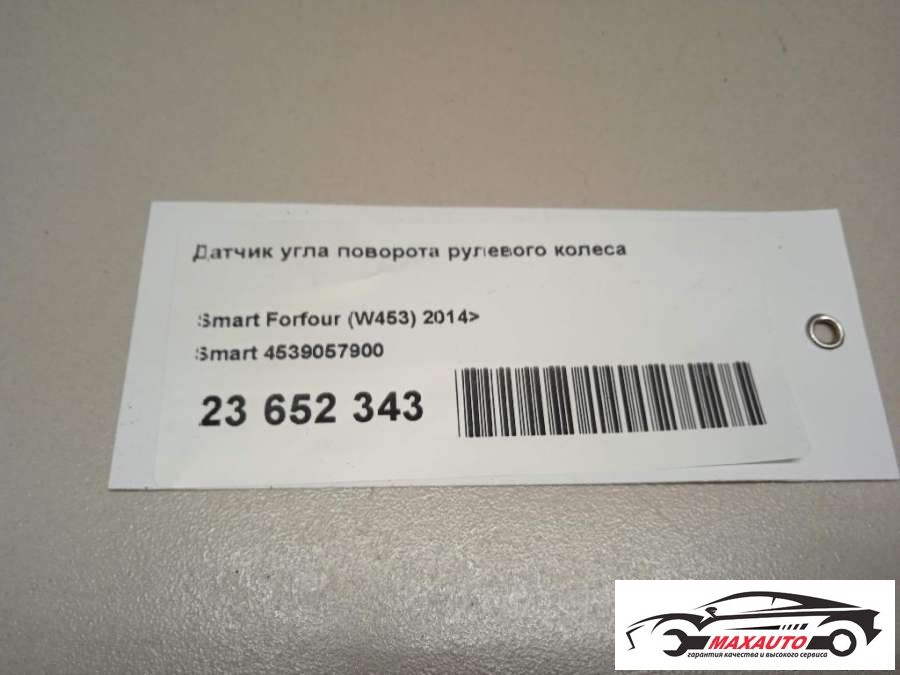 Датчик угла поворота рулевого колеса
Smart Forfour (W453) 2014>
Smart 4539057900
23 652 343
MAXAUTO
гарантия качества и высокого сервиса